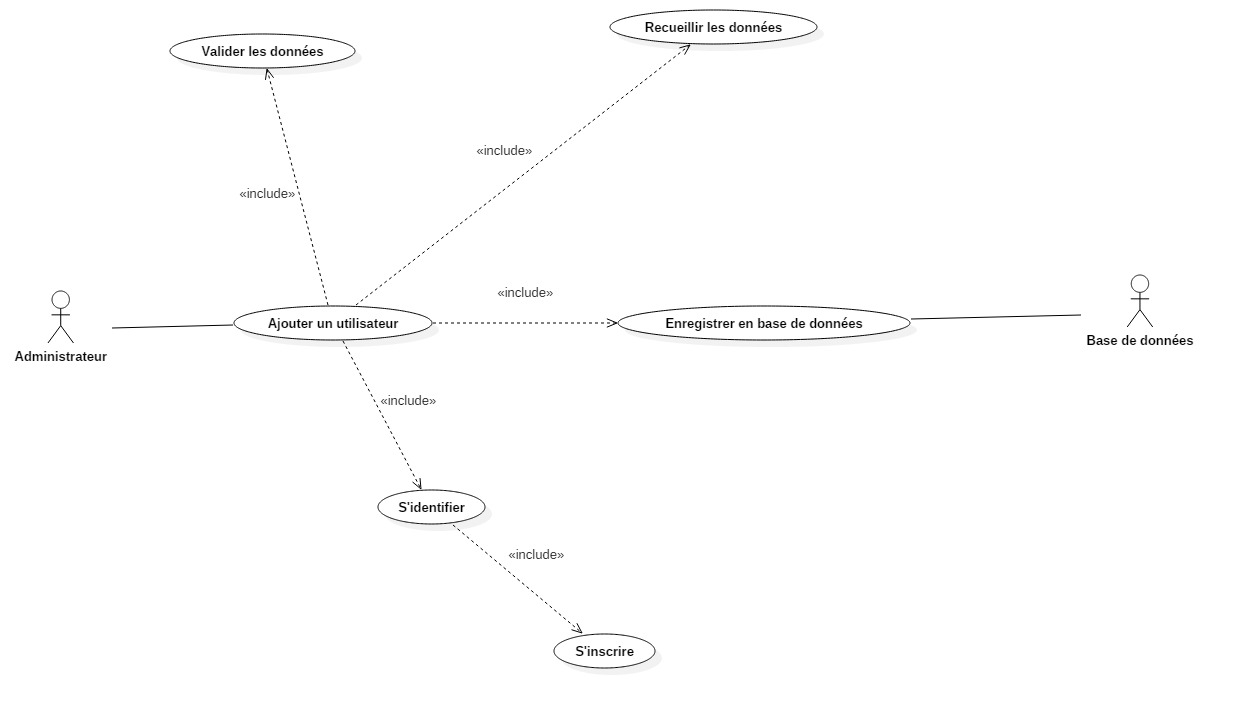 Recueillir les données
Valider les données
«include»
«include»
«include»
Ajouter un utilisateur
Enregistrer en base de données
Base de données
Administrateur
«include»
S'identifier
«include»
S'inscrire